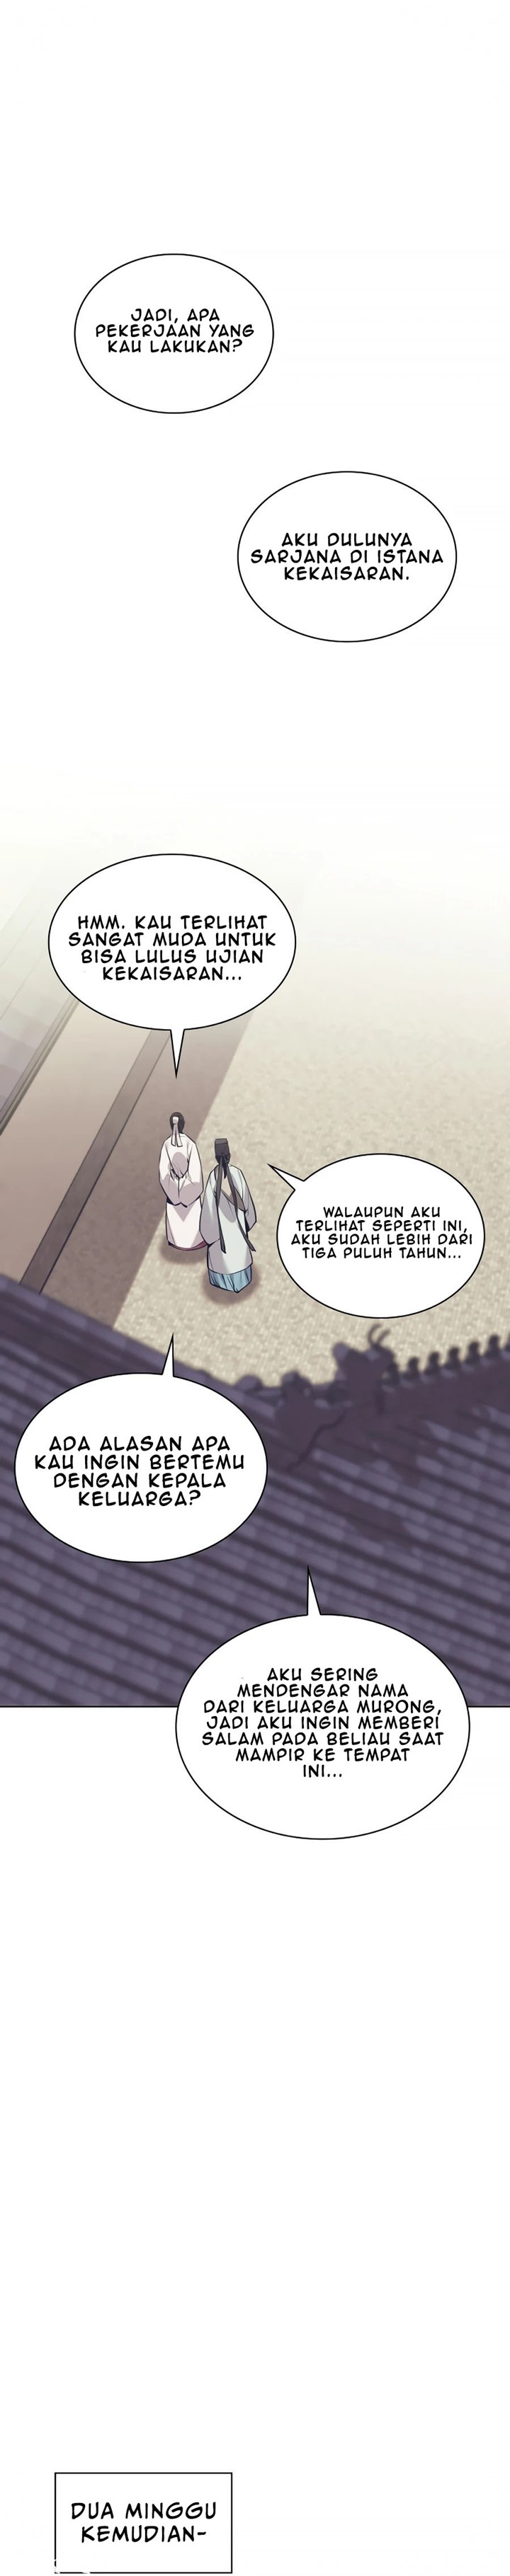 JADI, APA
PEKERJAAN YANG
KAU LAKUKAN?
AKU DULUNYA
SARJANA DI ISTANA
KEKAISARAN.
HMM. KAU TERLIHAT
SANGAT MUDA UNTUK
BISA LULUS UJIAN
KEKAISARAN...
WALAUPUN AKU
TERLIHAT SEPERTI INI,
AKU SUDAH LEBIH DARI
TIGA PULUH TAHUN...
ADA ALASAN APA
KAU INGIN BERTEMU
DENGAN KEPALA
KELUARGA?
AKU SERING
MENDENGAR NAMA
DARI KELUARGA MURONG,
JADI AKU INGIN MEMBERI
SALAM PADA BELIAU SAAT
MAMPIR KE TEMPAT
INI...
DUA MINGGU
KEMUDIAN-